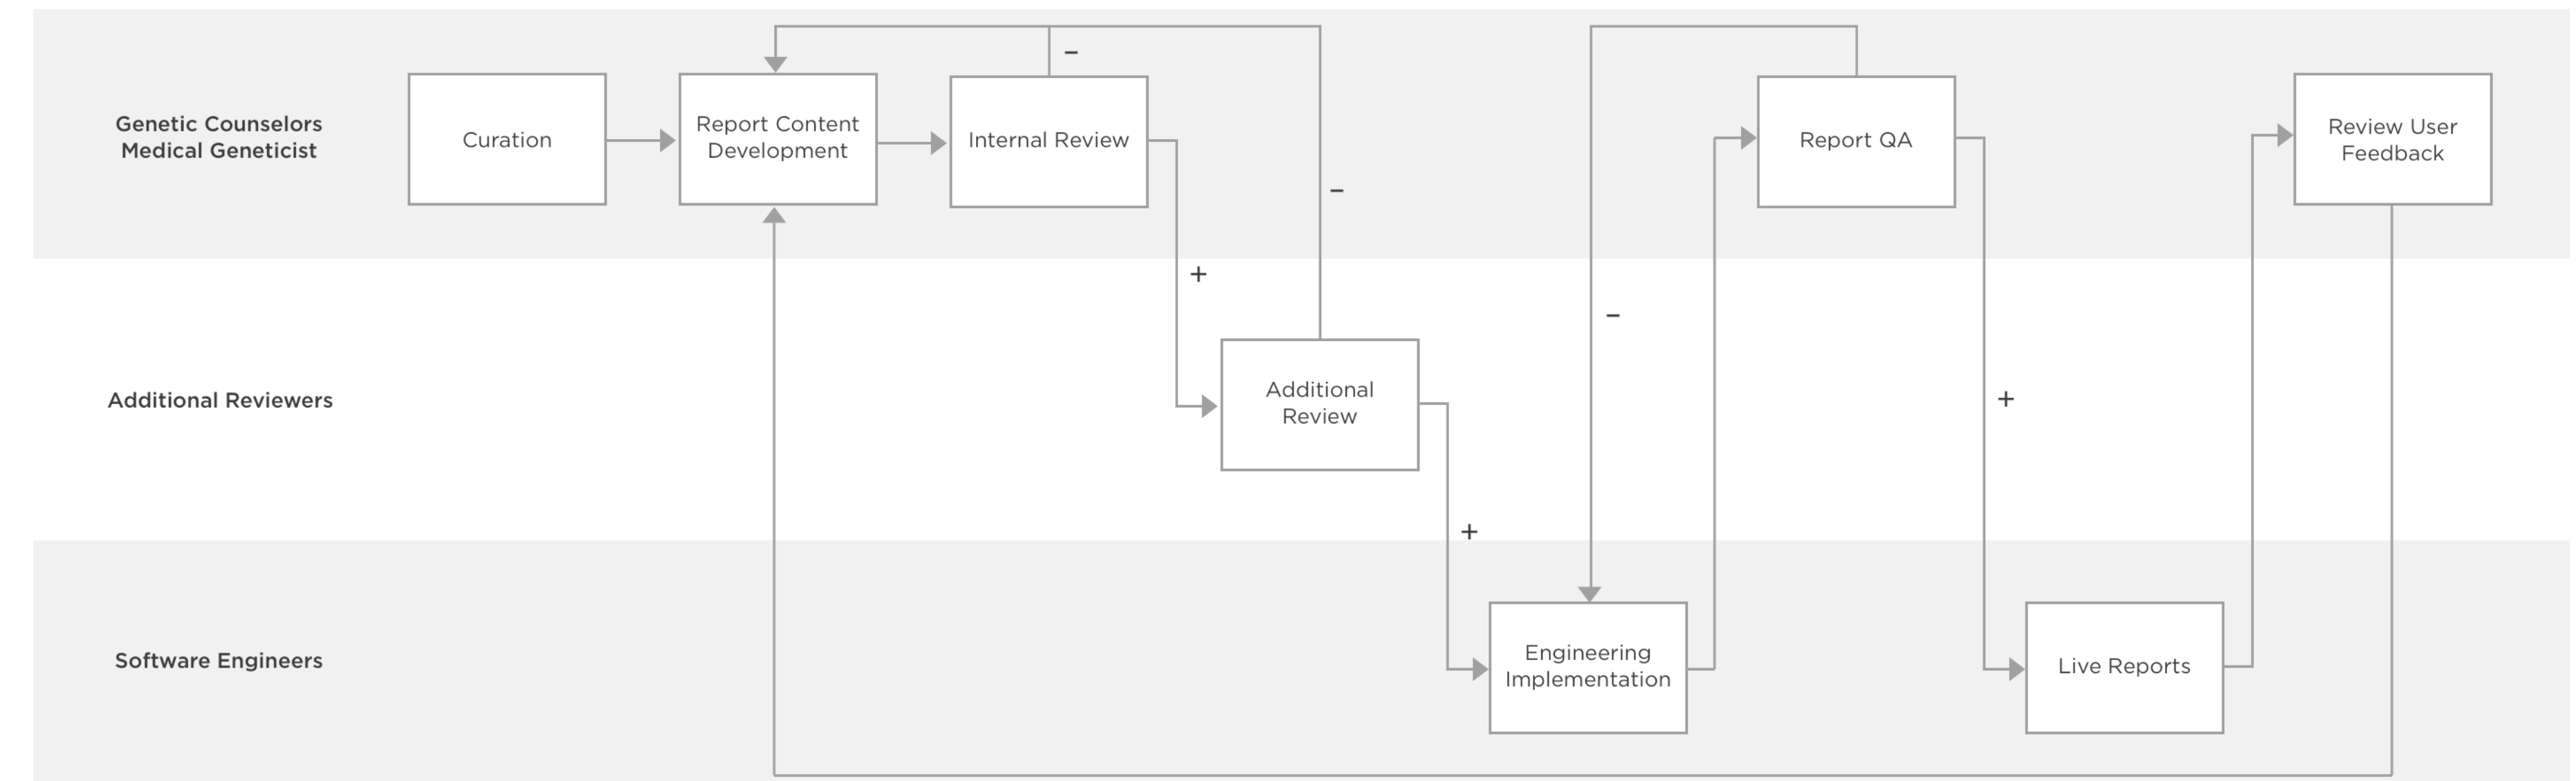 Genetic Counselors
Medical Geneticist
Curation
Report Content
Development
Internal Review
–
–
+
Report QA
–
+
Review User
Feedback
Additional Reviewers
Additional
Review
+
Software Engineers
Engineering
Implementation
Live Reports